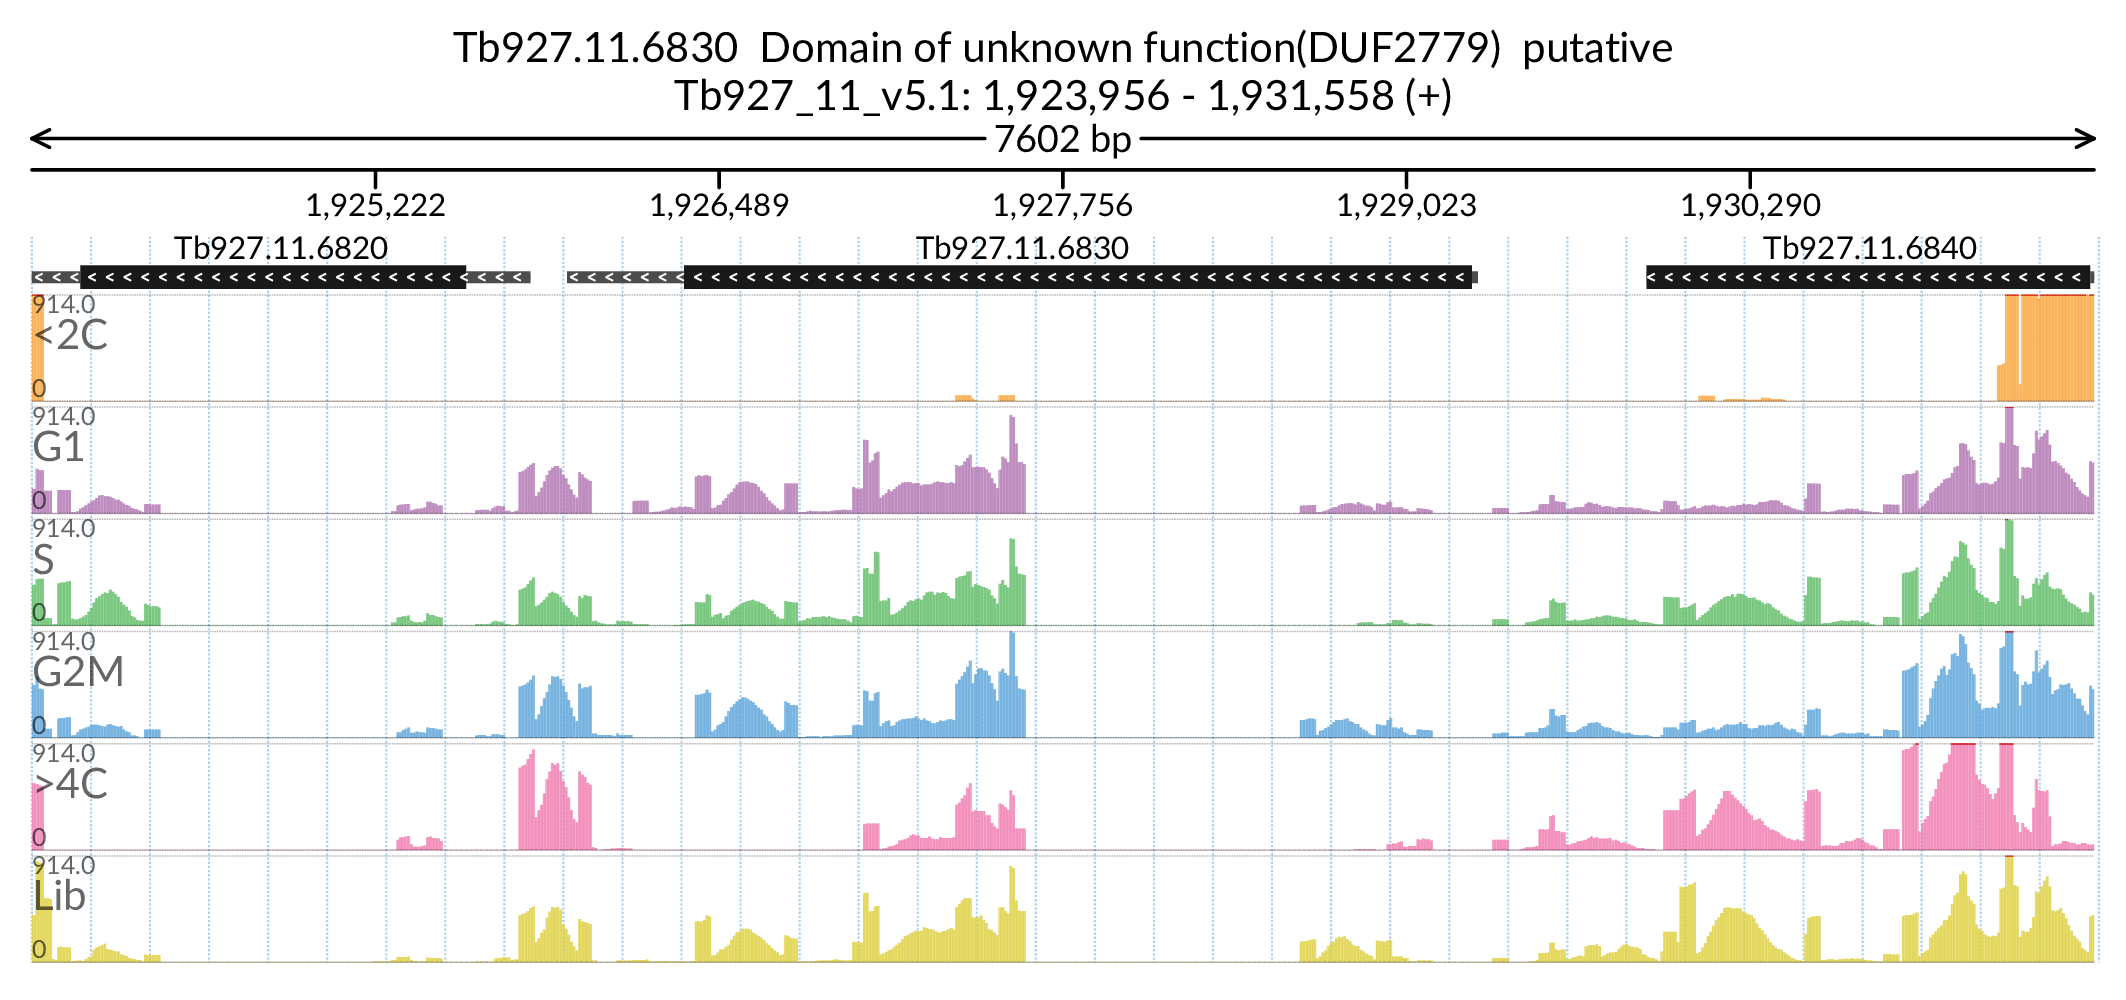 Tb927.11.6830  Domain of unknown function(DUF2779)  putative
Tb927_11_v5.1: 1,923,956 - 1,931,558 (+)
7602 bp
1,925,222 1,926,489 1,927,756 1,929,023 1,930,290
Tb927.11.6820 Tb927.11.6830 Tb927.11.6840
914.0
<2C
0
914.0
G1
0
914.0
S
0
914.0
G2M
0
914.0
>4C
0
914.0
Lib
0